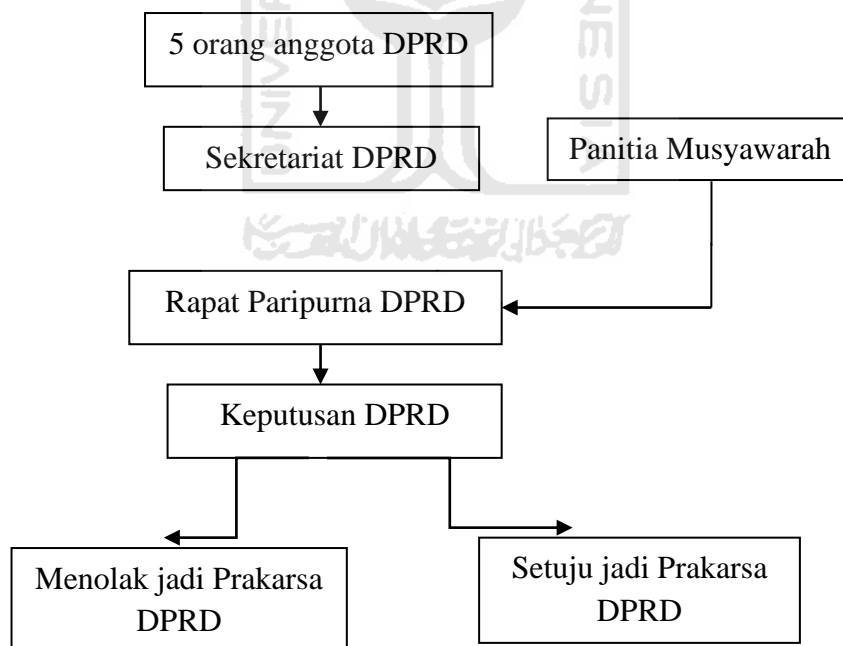 5 orang anggota DPRD
Sekretariat DPRD
Panitia Musyawarah
Rapat Paripurna DPRD
Keputusan DPRD
Menolak jadi Prakarsa
DPRD
Setuju jadi Prakarsa
DPRD